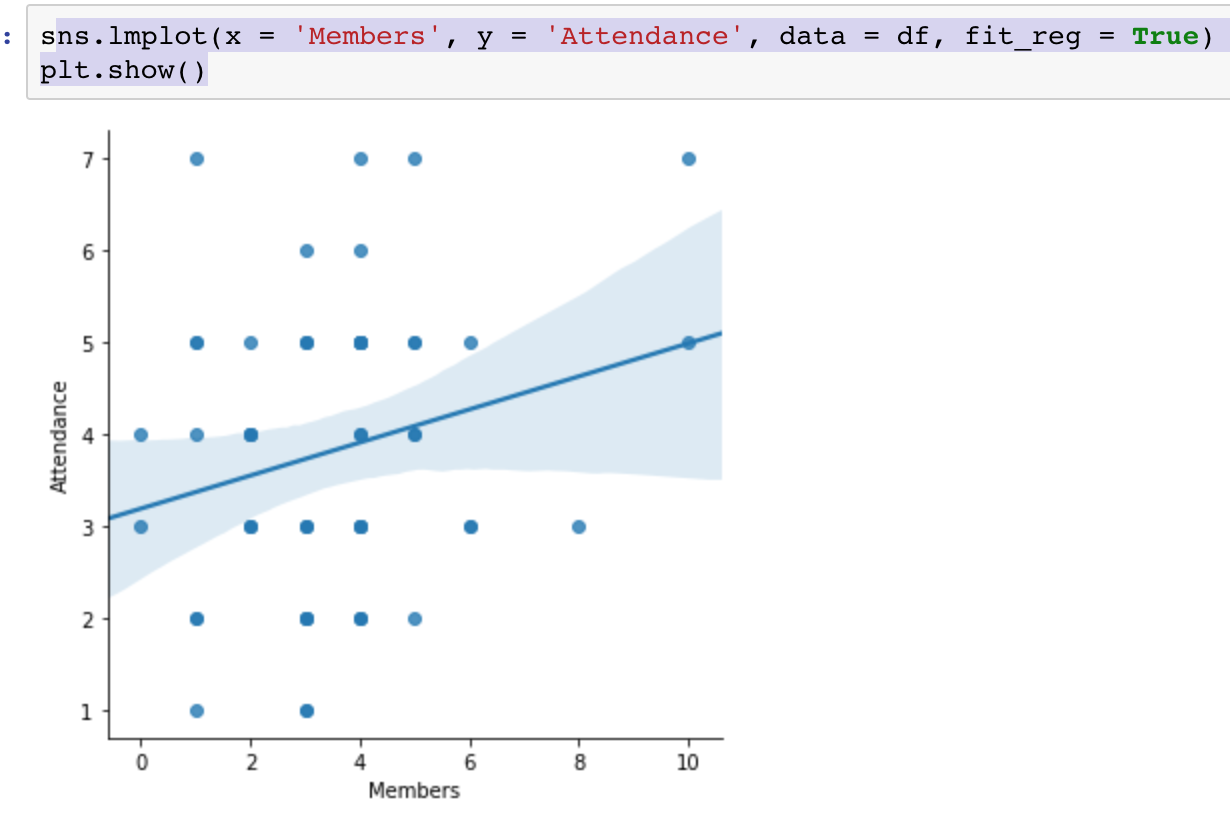 : sns.lmplot(x = 'Members', y = 'Attendance', data = df, fit_reg = True)
plt.show()
7
6
5
4
3
2
1
Attendance
0 2 4 6 8 10
Members